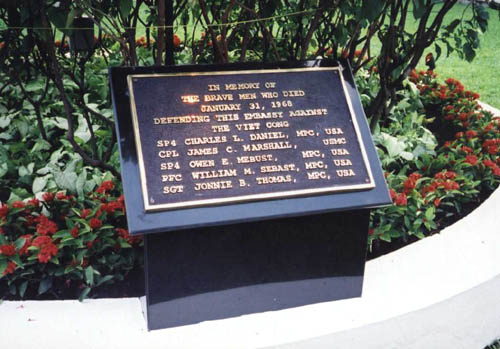 IN MEMORY OF
THE BRAVE MEN WHO DIED
JANUARY 31, 1968
DEFENDING THIS EMBASSY AGAINST
THE VIET CONG
SP4 CHARLES L. DANIEL, MPC, USA
CPL JAMES C. MARSHALL, USMC
SP4 OWEN E. MEBUST, MPC, USA
PFC WILLIAM M. SEBAST, MPC, USA
SGT JONNIE B. THOMAS, MPC, USA